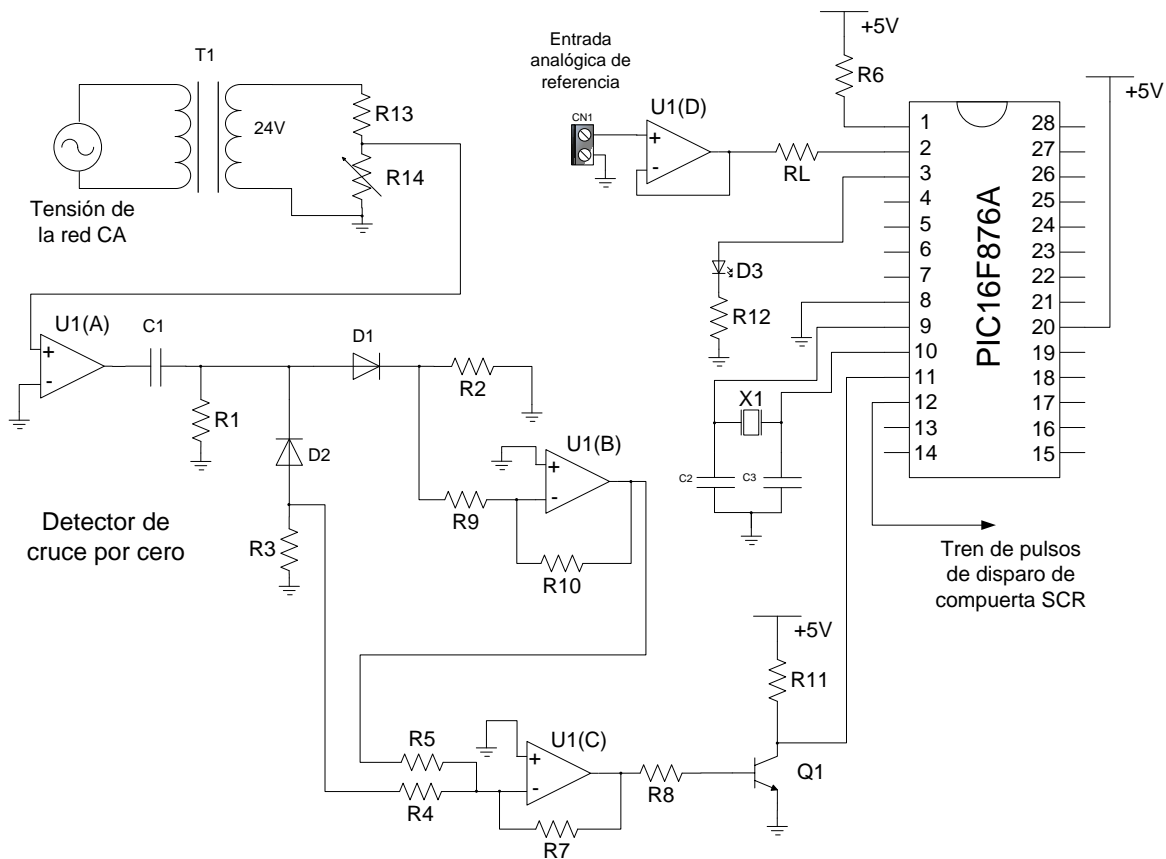 T1
24V
R13
R14
Tensión de
la red CA
Entrada
analógica de
referencia
CN1
U1(D)
RL
+5V
R6
+5V
PIC16F876A
1
2
3
4
5
6
7
8
9
10
11
12
13
14
28
27
26
25
24
23
22
21
20
19
18
17
16
15
D3
R12
X1
C2
C3
Tren de pulsos
de disparo de
compuerta SCR
U1(A)
C1
R1
D1
R2
D2
R3
Detector de
cruce por cero
U1(B)
R9
R10
R5
R4
U1(C)
R7
R8
+5V
R11
Q1
+
-
+
-
+
-
+
-